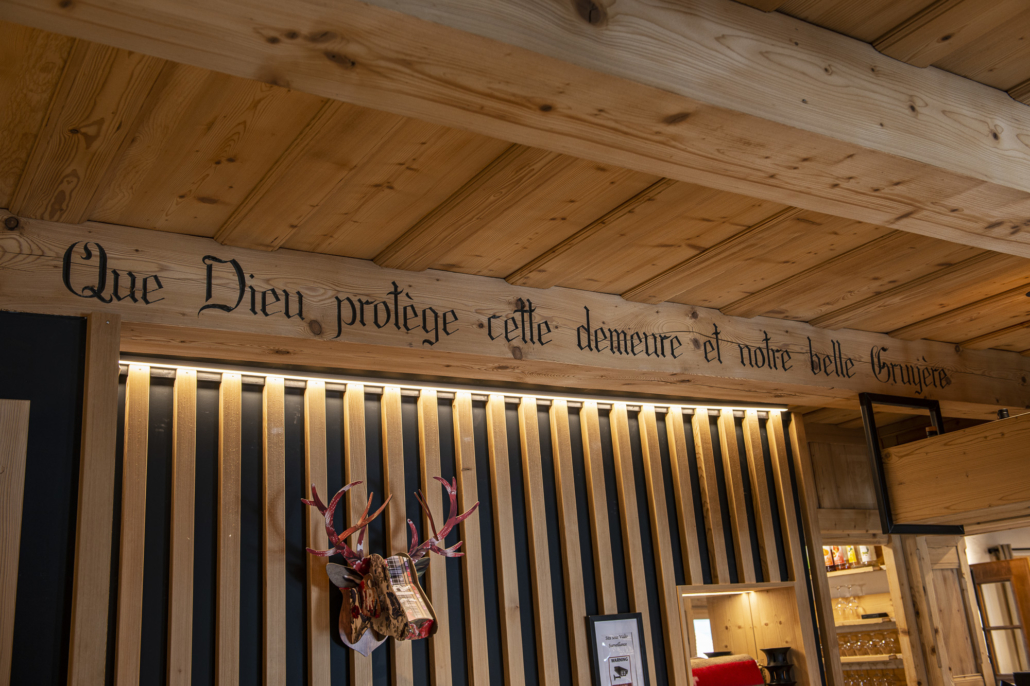 Que Dieu protège cette demeure et notre belle Gruyère